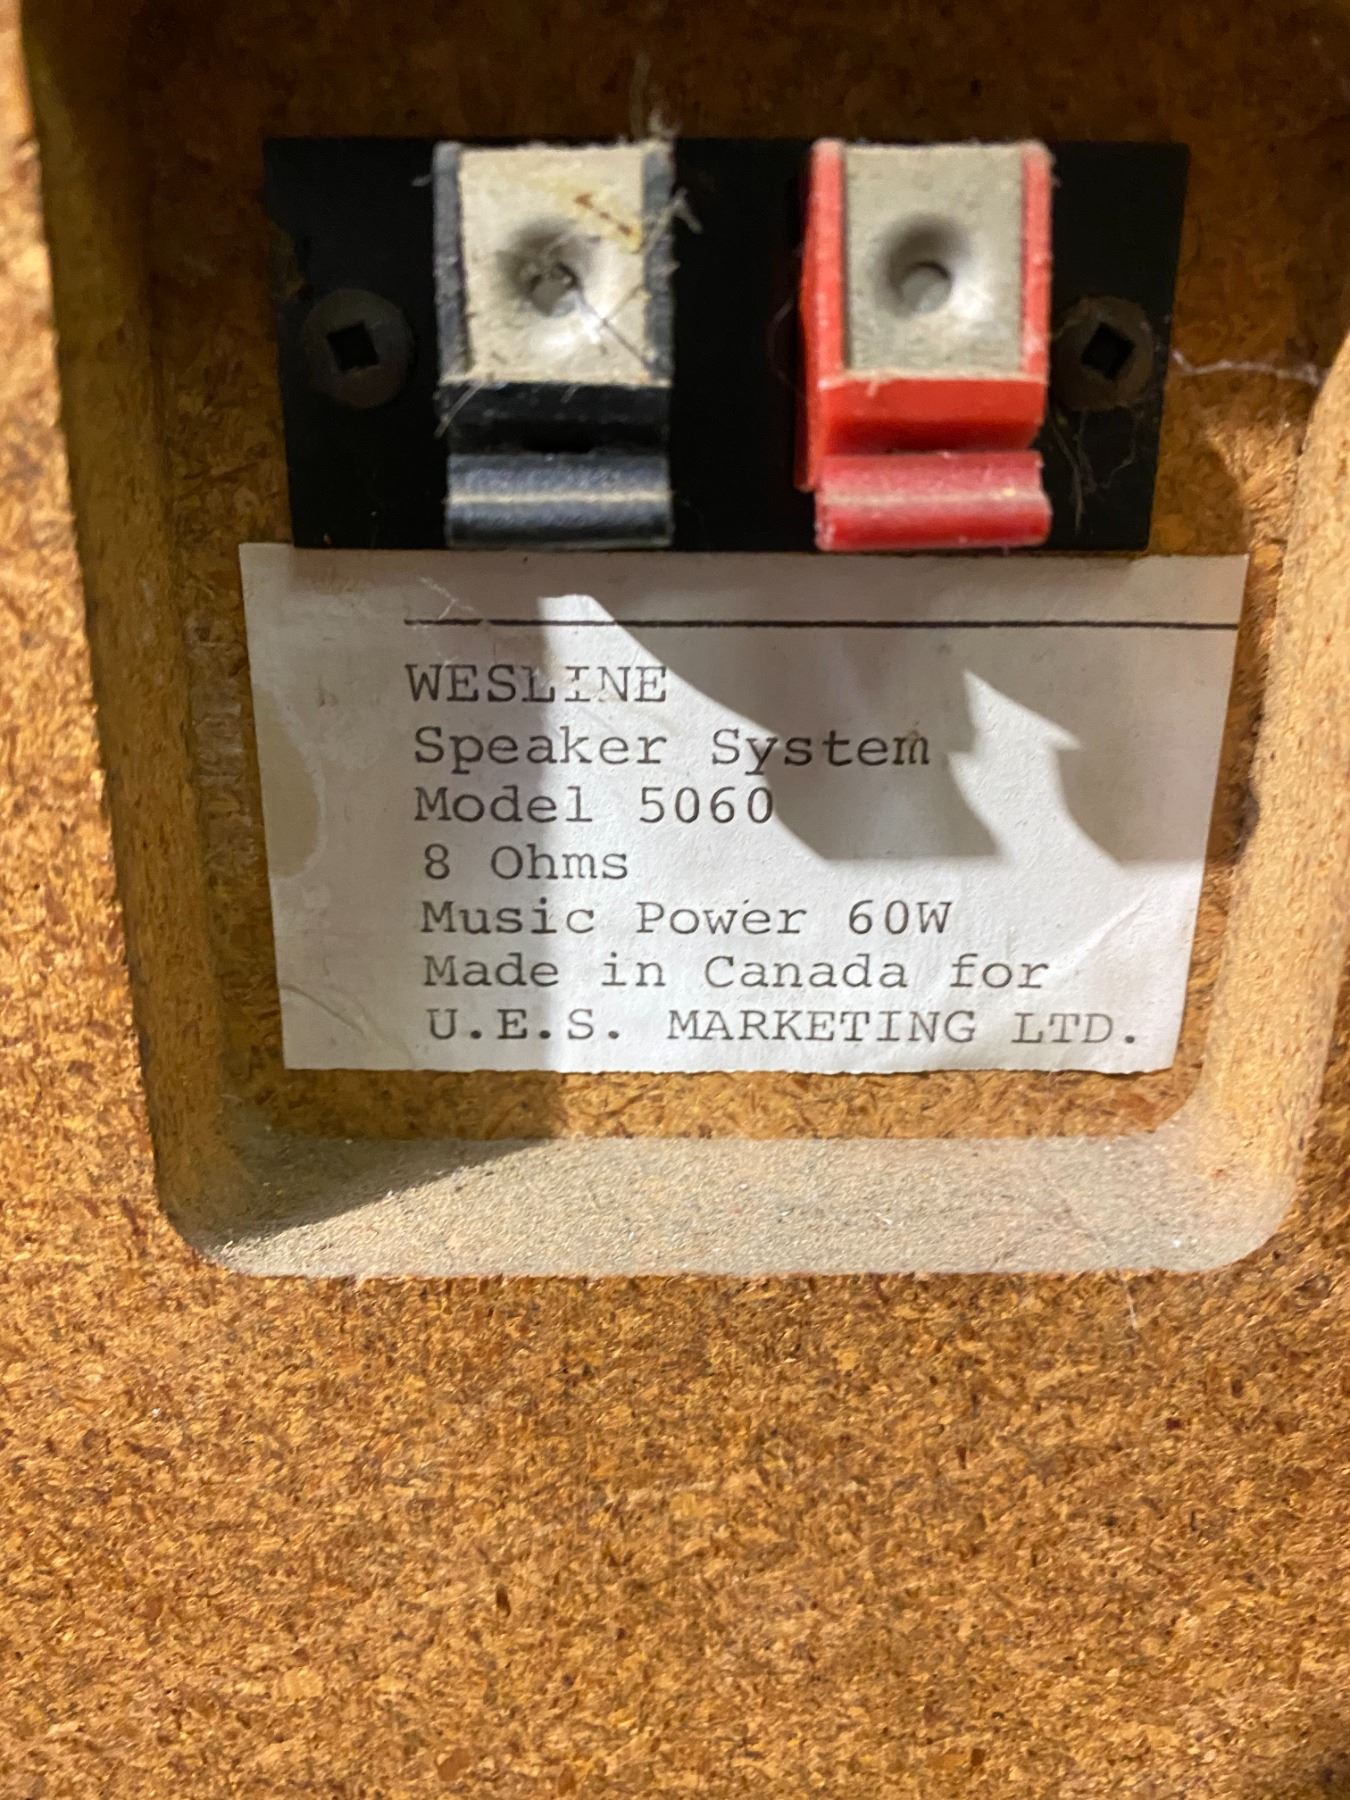 WESLINE
Speaker System
Model 5060
8 Ohms
Music Power 60W
Made in Canada for
U.E.S. MARKETING LTD.